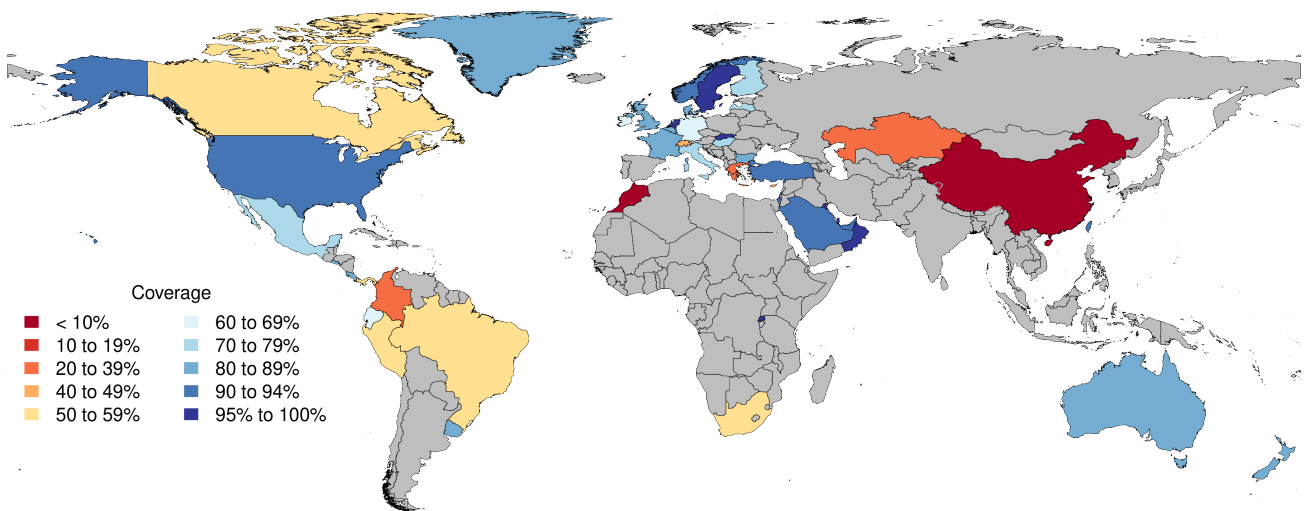 Coverage
< 10%
10 to 19%
20 to 39%
40 to 49%
50 to 59%
60 to 69%
70 to 79%
80 to 89%
90 to 94%
95% to 100%